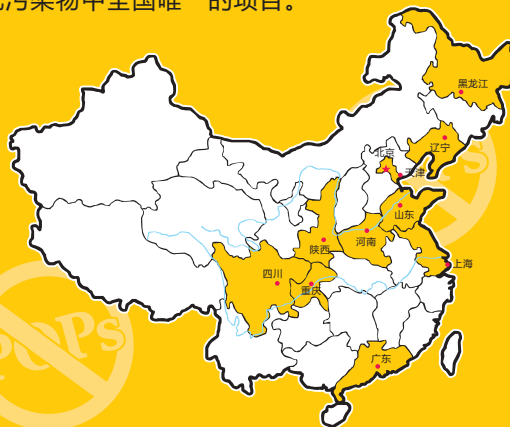 污染物中全国唯一的项目。
黑龙江
辽宁
北京
天津
山东
河南
陕西
上海
四川
重庆
广东
POPs
POPs